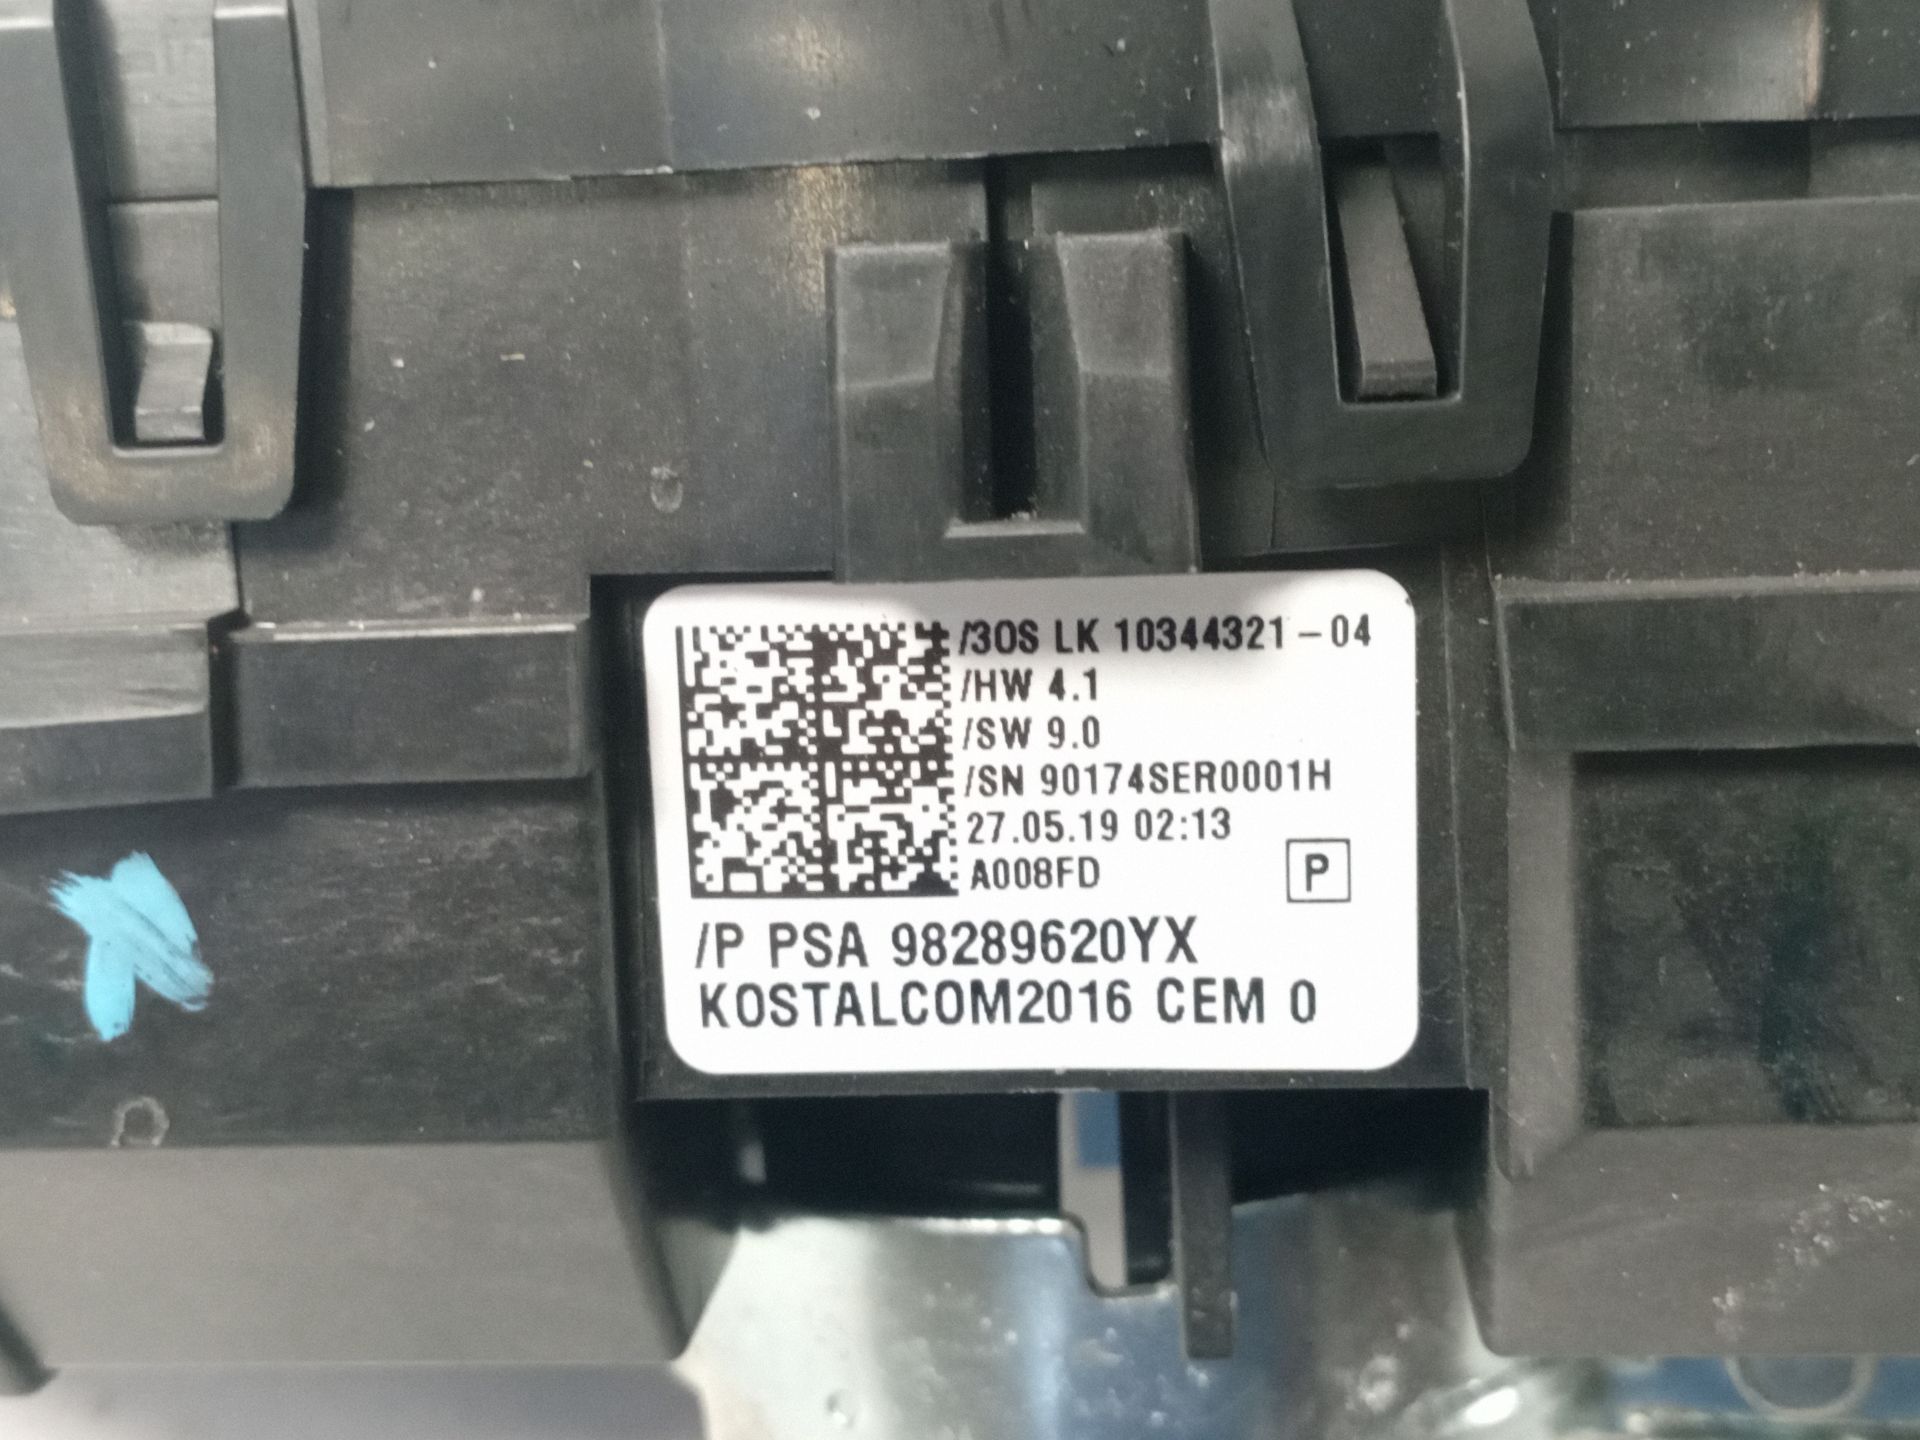 /3OS LK 10344321-04
/HW 4.1
/SW 9.0
/SN 90174SER0001H
27.05.19 02:13
A008FD
P
/P PSA 98289620YX
KOSTALCOM2016 CEM 0